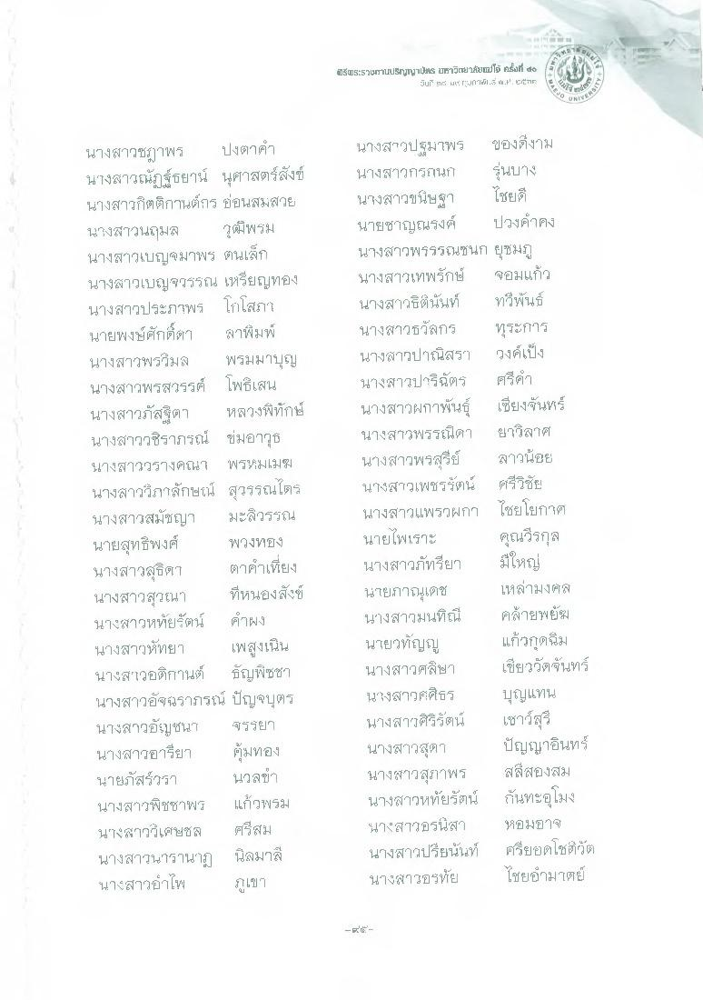 พิธีพระราชทานปริญญาบัตร มหาวิทยาลัยแม่โจ้ ครั้งที่ ๔๐
มหาวิทยาลัยแม่โจ้
MAEJO UNIVERSITY
นางสาวชฎาพร ปงตาคำ
นางสาวณัฏฐ์ธยาน์ นุศาสตร์สังข์
นางสาวกิตติกานต์กร อ่อนสมสวย
นางสาวนฤมล วุฒิพรม
นางสาวเบญจมาพร ตนเล็ก
นางสาวเบญจวรรณ เหรียญทอง
นางสาวประภาพร โกโสภา
นายพงษ์ศักดิ์ดา ลาพิมพ์
นางสาวพรวิมล พรมมาบุญ
นางสาวพรสวรรค์ โพธิเสน
นางสาวภัสฐิตา หลวงพิทักษ์
นางสาววชิราภรณ์ ข่มอาวุธ
นางสาววรางคณา พรหมเมฆ
นางสาววิภาลักษณ์ สุวรรณไตร
นางสาวสมัชญา มะลิวรรณ
นายสุทธิพงศ์ พวงทอง
นางสาวสุธิดา ตาคำเที่ยง
นางสาวสุวณา ทีหนองสังข์
นางสาวหทัยรัตน์ คำผง
นางสาวหัทยา เพสูงเนิน
นางสาวอติกานต์ ธัญพิชชา
นางสาวอัจฉราภรณ์ ปัญจบุตร
นางสาวอัญชนา จรรยา
นางสาวอารียา คุ้มทอง
นายภัสร์วรา นวลขำ
นางสาวพิชชาพร แก้วพรม
นางสาววิเศษชล ศรีสม
นางสาวนารานาฏ นิลมาลี
นางสาวอำไพ ภูเขา
นางสาวปฐมาพร ของดีงาม
นางสาวกรกนก รุ่นบาง
นางสาวขนิษฐา ไชยดี
นายชาญณรงค์ ปวงคำคง
นางสาวพรรณชนก ยุชมภู
นางสาวเทพรักษ์ จอมแก้ว
นางสาวธิตินันท์ ทวีพันธ์
นางสาวธวัลกร ทุระการ
นางสาวปาณิสรา วงค์เป็ง
นางสาวปาริฉัตร ศรีคำ
นางสาวผกาพันธุ์ เซียงจันทร์
นางสาวพรรณิดา ยาวิลาศ
นางสาวพรสุรีย์ ลาวน้อย
นางสาวเพชรรัตน์ ศรีวิชัย
นางสาวแพรวผกา ไชยโยกาศ
นายไพเราะ คุณวีรกุล
นางสาวภัทรียา มีใหญ่
นายภาณุเดช เหล่ามงคล
นางสาวมนทิณี คล้ายพยัฆ
นายวทัญญู แก้วกุดฉิม
นางสาวศลิษา เขียววัดจันทร์
นางสาวศศิธร บุญแทน
นางสาวศิริรัตน์ เชาว์สุรี
นางสาวสุดา ปัญญาอินทร์
นางสาวสุภาพร สลีสองสม
นางสาวหทัยรัตน์ กันทะอุโมง
นางสาวอรนิสา หอมอาจ
นางสาวปรียนันท์ ศรียอดโชติวัด
นางสาวอรทัย ไชยอำมาตย์
-๙๕-